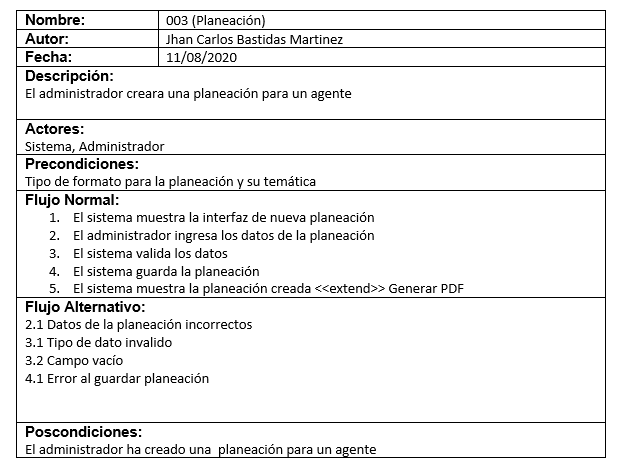 Nombre: 003 (Planeación)
Autor: Jhan Carlos Bastidas Martinez
Fecha: 11/08/2020
Descripción:
El administrador creara una planeación para un agente
Actores:
Sistema, Administrador
Precondiciones:
Tipo de formato para la planeación y su temática
Flujo Normal:
1. El sistema muestra la interfaz de nueva planeación
2. El administrador ingresa los datos de la planeación
3. El sistema valida los datos
4. El sistema guarda la planeación
5. El sistema muestra la planeación creada <<extend>> Generar PDF
Flujo Alternativo:
2.1 Datos de la planeación incorrectos
3.1 Tipo de dato invalido
3.2 Campo vacío
4.1 Error al guardar planeación
Poscondiciones:
El administrador ha creado una  planeación para un agente